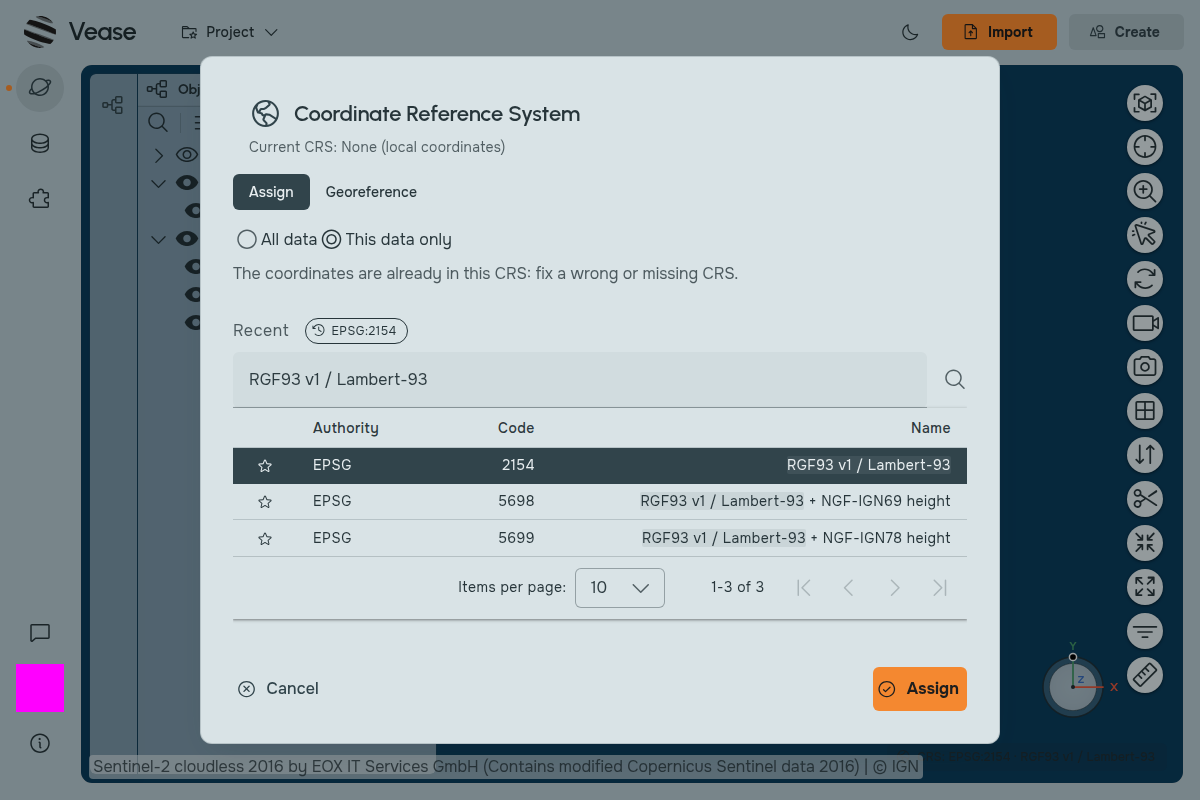 Vease
Project
Import
Create
Obj
Coordinate Reference System
Current CRS: None (local coordinates)
Assign
Georeference
All data
This data only
The coordinates are already in this CRS: fix a wrong or missing CRS.
Recent
EPSG:2154
RGF93 v1 / Lambert-93
Authority Code Name
EPSG 2154 RGF93 v1 / Lambert-93
EPSG 5698 RGF93 v1 / Lambert-93 + NGF-IGN69 height
EPSG 5699 RGF93 v1 / Lambert-93 + NGF-IGN78 height
Items per page: 10 1-3 of 3
Cancel
Assign
Y
Z
X
Sentinel-2 cloudless 2016 by EOX IT Services GmbH (Contains modified Copernicus Sentinel data 2016) | © IGN